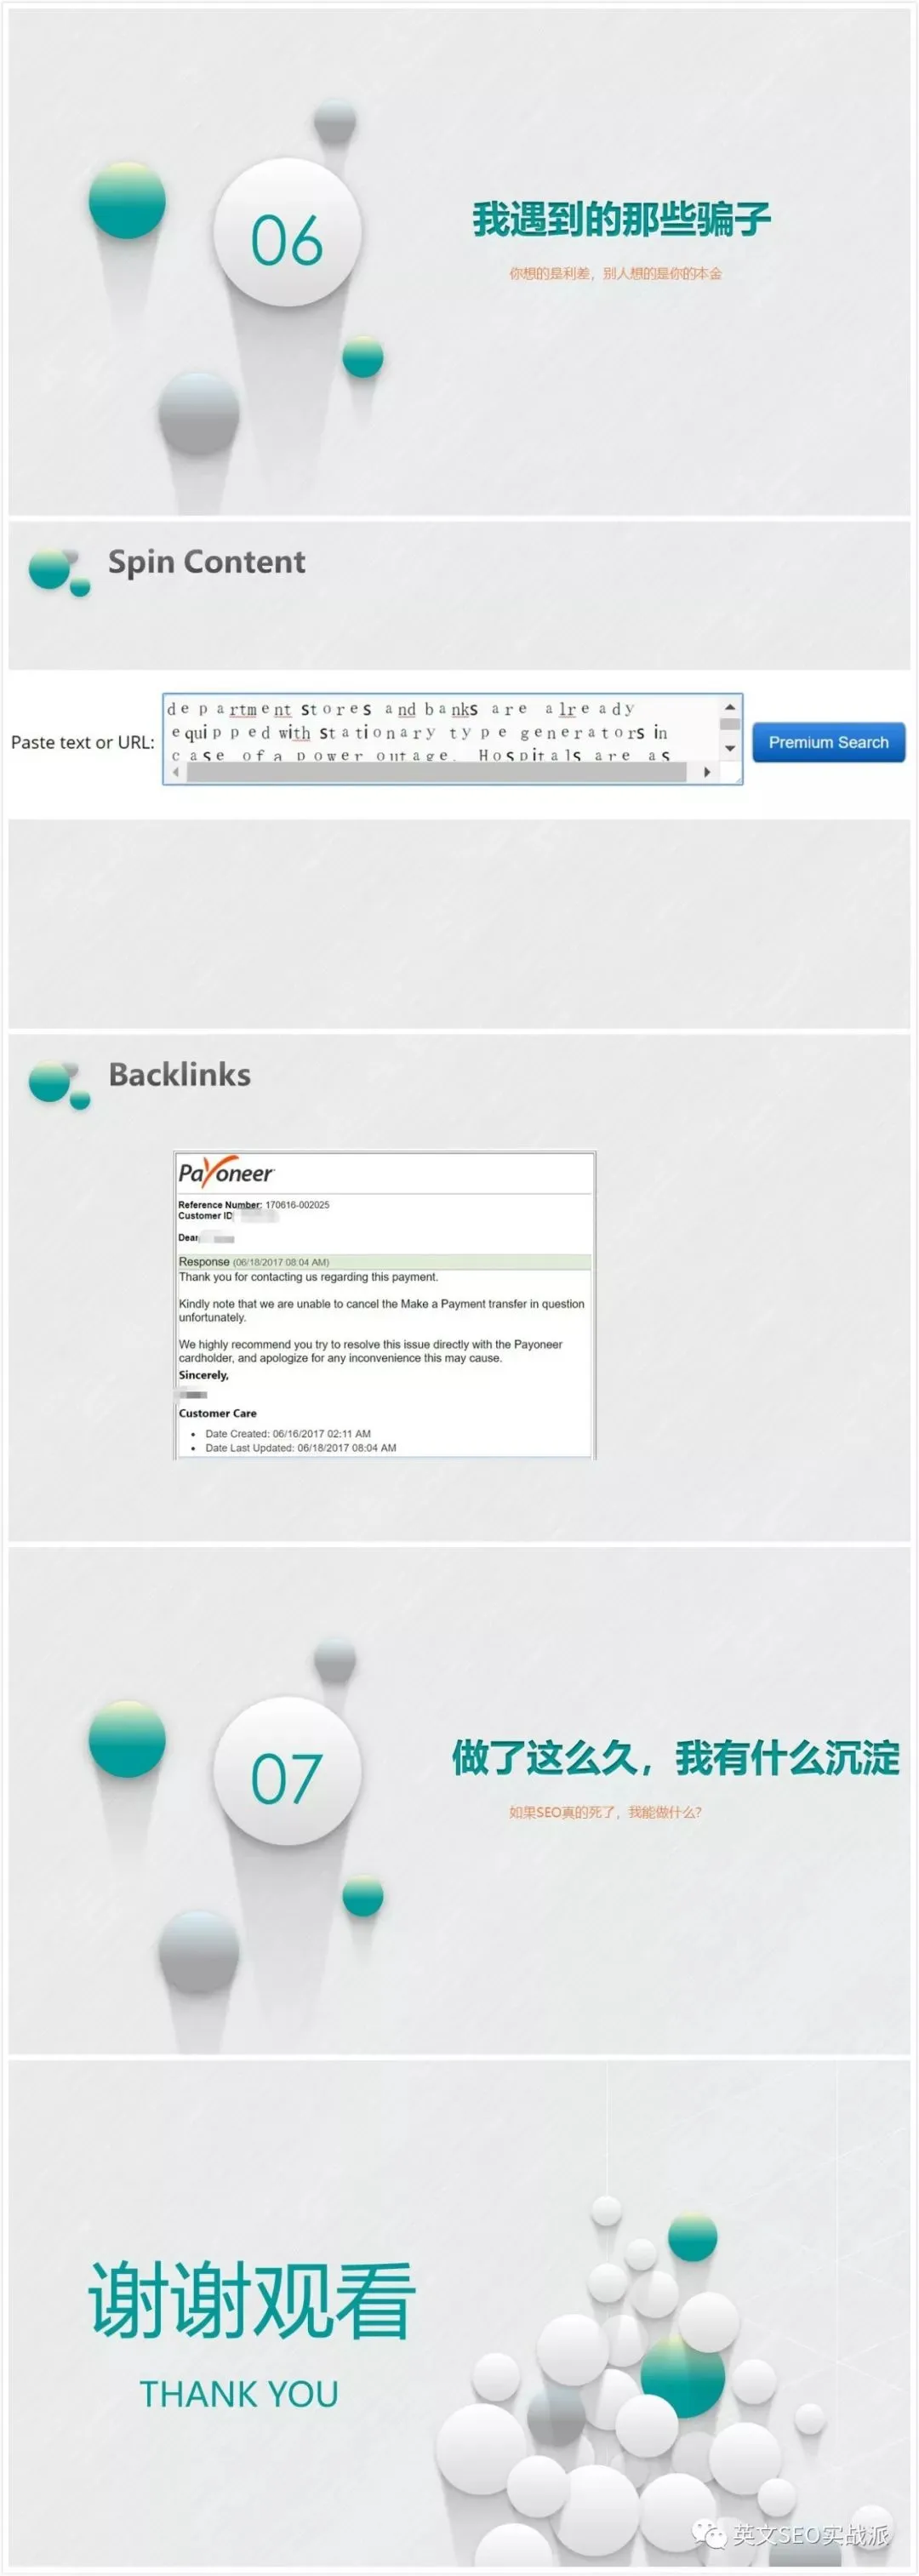 06
我遇到的那些骗子
你想的是利差，别人想的是你的本金
Spin Content
Paste text or URL:
department stores and banks are already
equipped with stationary type generators in
case of a power outage. Hospitals are as
Premium Search
Backlinks
Payoneer
Reference Number: 170616-002025
Customer ID
Dear
Response (06/18/2017 08:04 AM)
Thank you for contacting us regarding this payment.
Kindly note that we are unable to cancel the Make a Payment transfer in question
unfortunately.
We highly recommend you try to resolve this issue directly with the Payoneer
cardholder, and apologize for any inconvenience this may cause.
Sincerely,
Customer Care
• Date Created: 06/16/2017 02:11 AM
• Date Last Updated: 06/18/2017 08:04 AM
07
做了这么久，我有什么沉淀
如果SEO真的死了，我能做什么？
谢谢观看
THANK YOU
英文SEO实战派